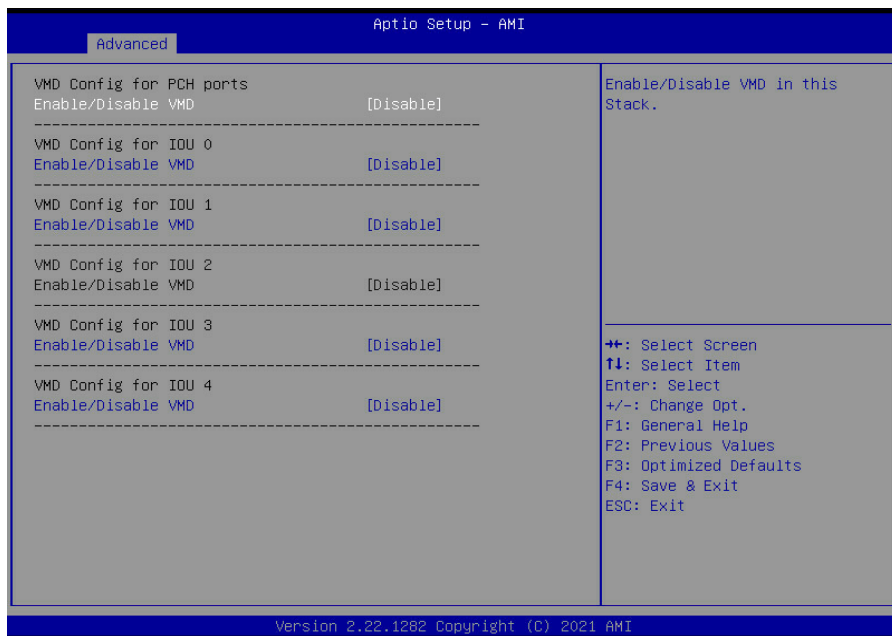 Aptio Setup – AMI
Advanced
VMD Config for PCH ports
Enable/Disable VMD [Disable]
VMD Config for IOU 0
Enable/Disable VMD [Disable]
VMD Config for IOU 1
Enable/Disable VMD [Disable]
VMD Config for IOU 2
Enable/Disable VMD [Disable]
VMD Config for IOU 3
Enable/Disable VMD [Disable]
VMD Config for IOU 4
Enable/Disable VMD [Disable]
Enable/Disable VMD in this
Stack.
→←: Select Screen
↑↓: Select Item
Enter: Select
+/-: Change Opt.
F1: General Help
F2: Previous Values
F3: Optimized Defaults
F4: Save & Exit
ESC: Exit
Version 2.22.1282 Copyright (C) 2021 AMI